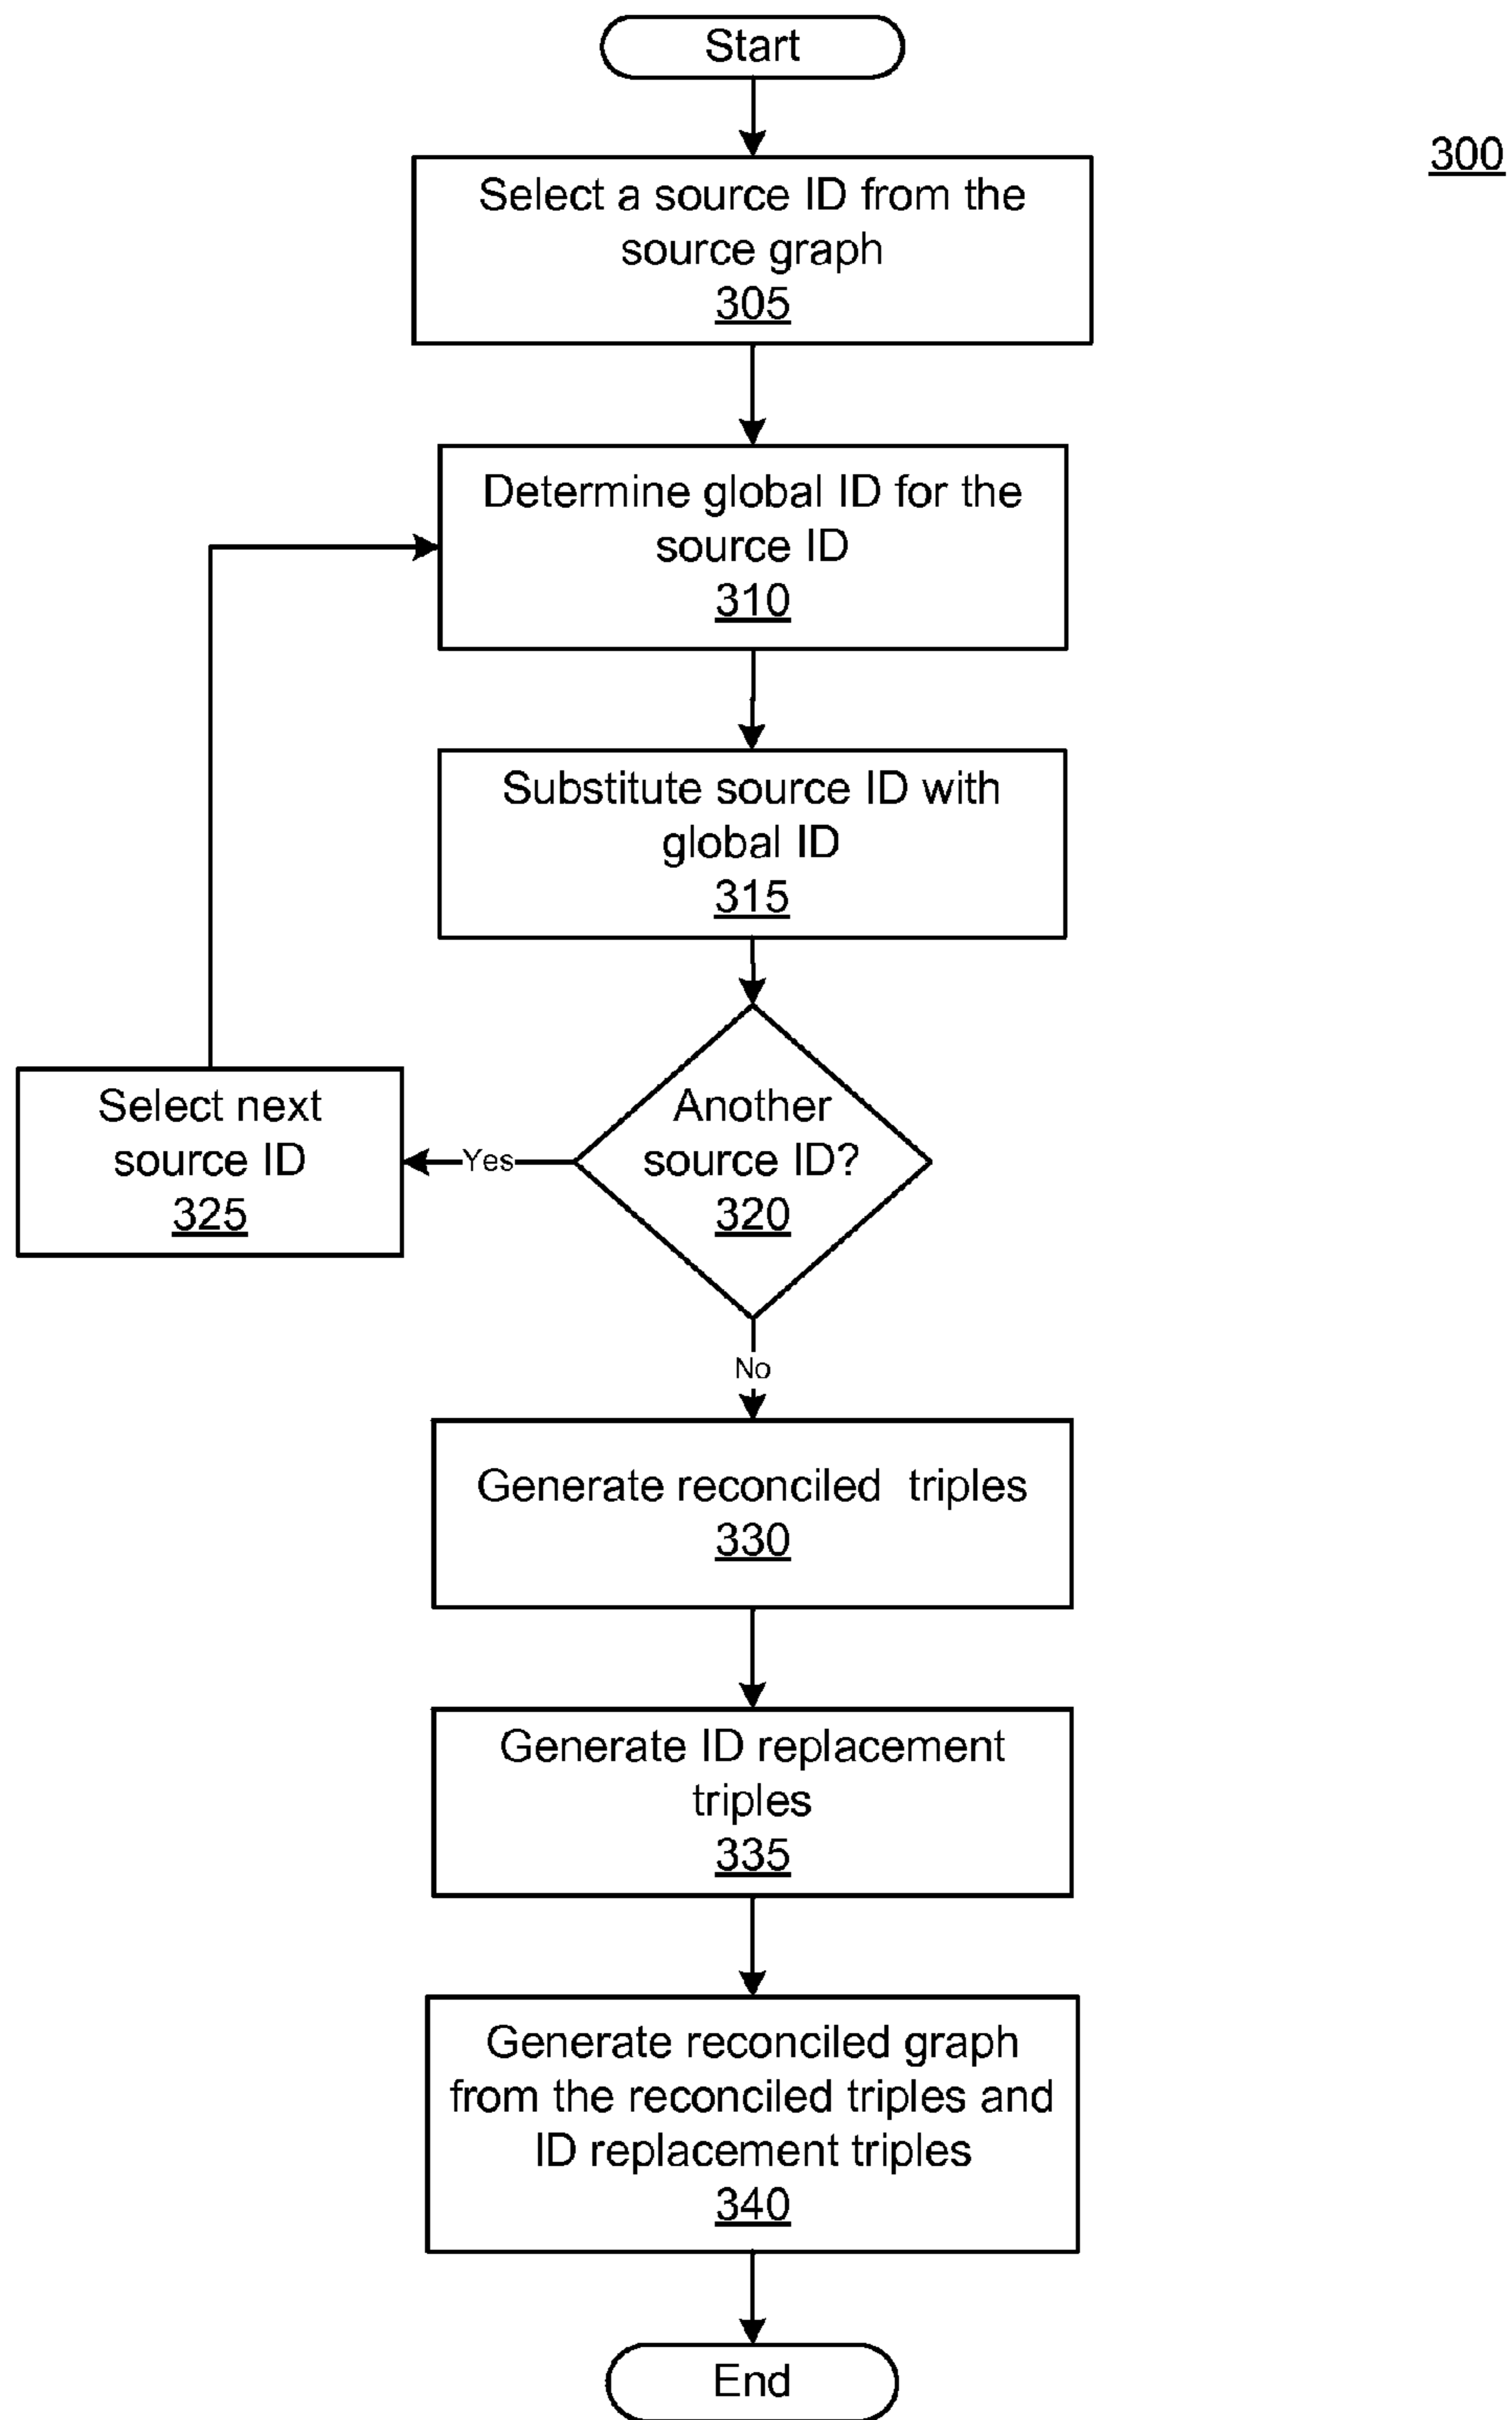 Start
300
Select a source ID from the
source graph
305
Determine global ID for the
source ID
310
Substitute source ID with
global ID
315
Another
source ID?
320
Yes
Select next
source ID
325
No
Generate reconciled triples
330
Generate ID replacement
triples
335
Generate reconciled graph
from the reconciled triples and
ID replacement triples
340
End